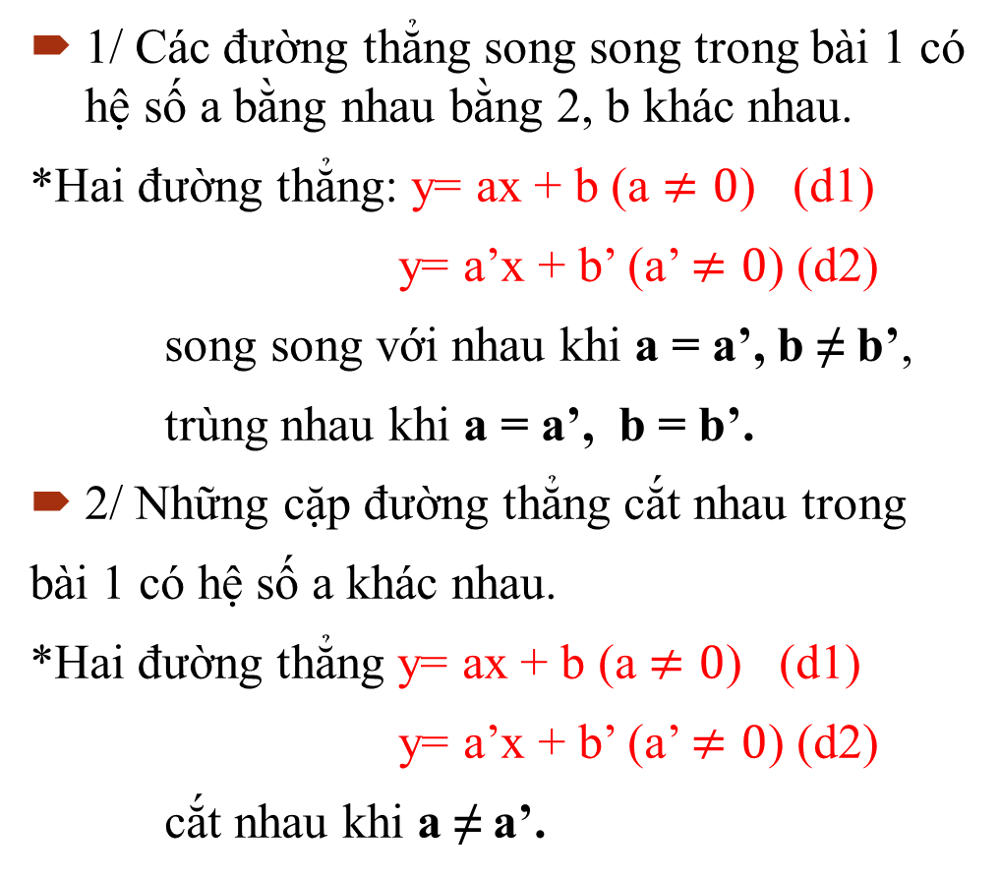 1/ Các đường thẳng song song trong bài 1 có
hệ số a bằng nhau bằng 2, b khác nhau.
*Hai đường thẳng: y= ax + b (a ≠ 0) (d1)
y= a’x + b’ (a’ ≠ 0) (d2)
song song với nhau khi a = a’, b ≠ b’,
trùng nhau khi a = a’, b = b’.
2/ Những cặp đường thẳng cắt nhau trong
bài 1 có hệ số a khác nhau.
*Hai đường thẳng y= ax + b (a ≠ 0) (d1)
y= a’x + b’ (a’ ≠ 0) (d2)
cắt nhau khi a ≠ a’.